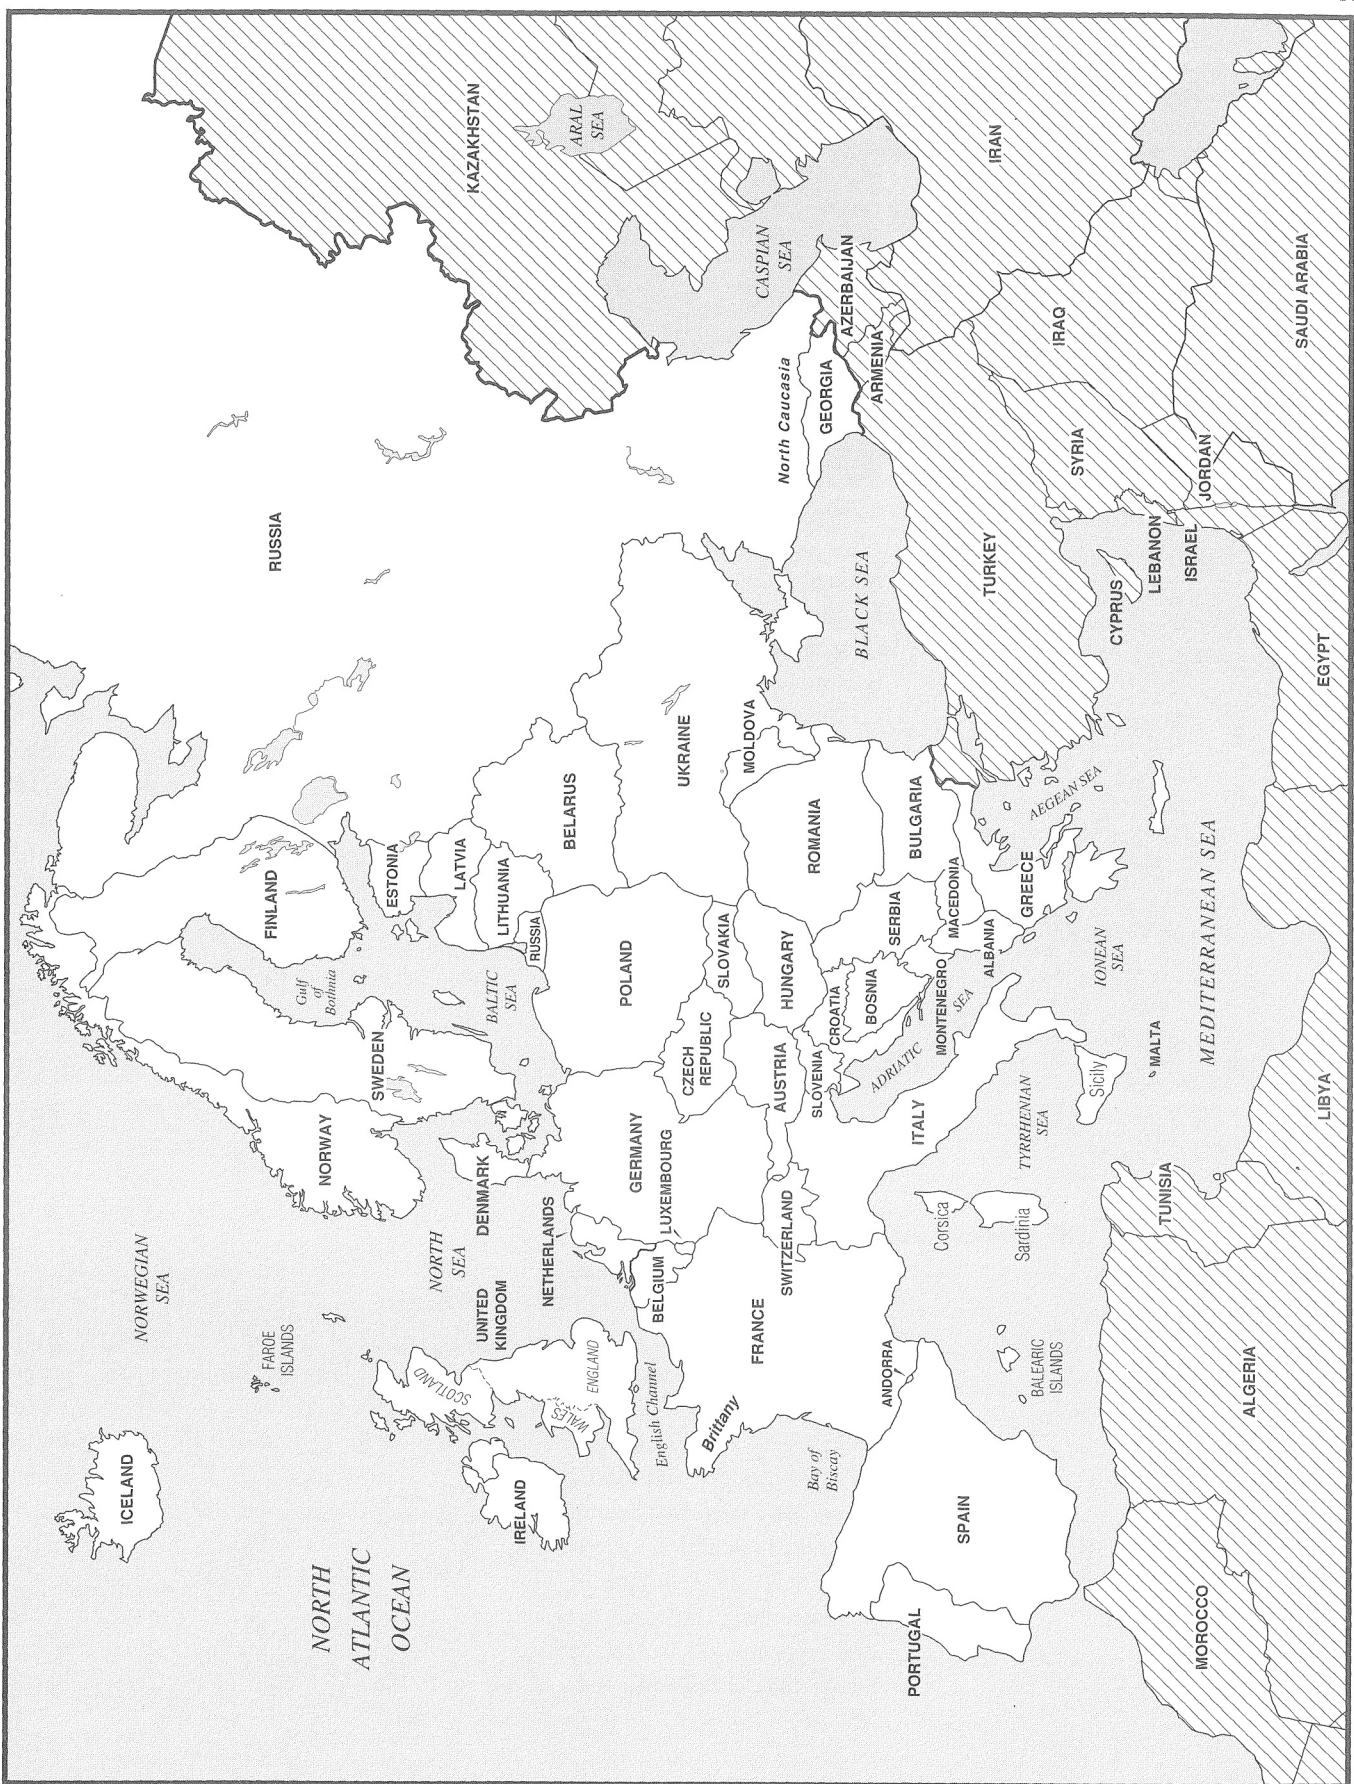 NORWEGIAN
SEA
ICELAND
FAROE
ISLANDS
NORTH
ATLANTIC
OCEAN
NORWAY
SWEDEN
FINLAND
Gulf
of
Bothnia
RUSSIA
KAZAKHSTAN
ARAL
SEA
ESTONIA
LATVIA
LITHUANIA
RUSSIA
BALTIC
SEA
NORTH
SEA
DENMARK
UNITED
KINGDOM
SCOTLAND
ENGLAND
WALES
IRELAND
English Channel
NETHERLANDS
BELGIUM
LUXEMBOURG
GERMANY
POLAND
BELARUS
UKRAINE
CZECH
REPUBLIC
SLOVAKIA
MOLDOVA
FRANCE
Brittany
Bay of
Biscay
SWITZERLAND
AUSTRIA
HUNGARY
ROMANIA
SLOVENIA
CROATIA
BOSNIA
SERBIA
MONTENEGRO
BULGARIA
MACEDONIA
ALBANIA
GREECE
ITALY
ADRIATIC
SEA
North Caucasia
GEORGIA
CASPIAN
SEA
AZERBAIJAN
ARMENIA
BLACK SEA
TURKEY
IRAN
ANDORRA
PORTUGAL
SPAIN
Corsica
Sardinia
BALEARIC
ISLANDS
TYRRHENIAN
SEA
Sicily
IONEAN
SEA
AEGEAN SEA
MALTA
MEDITERRANEAN SEA
CYPRUS
LEBANON
ISRAEL
SYRIA
IRAQ
JORDAN
SAUDI ARABIA
MOROCCO
ALGERIA
TUNISIA
LIBYA
EGYPT